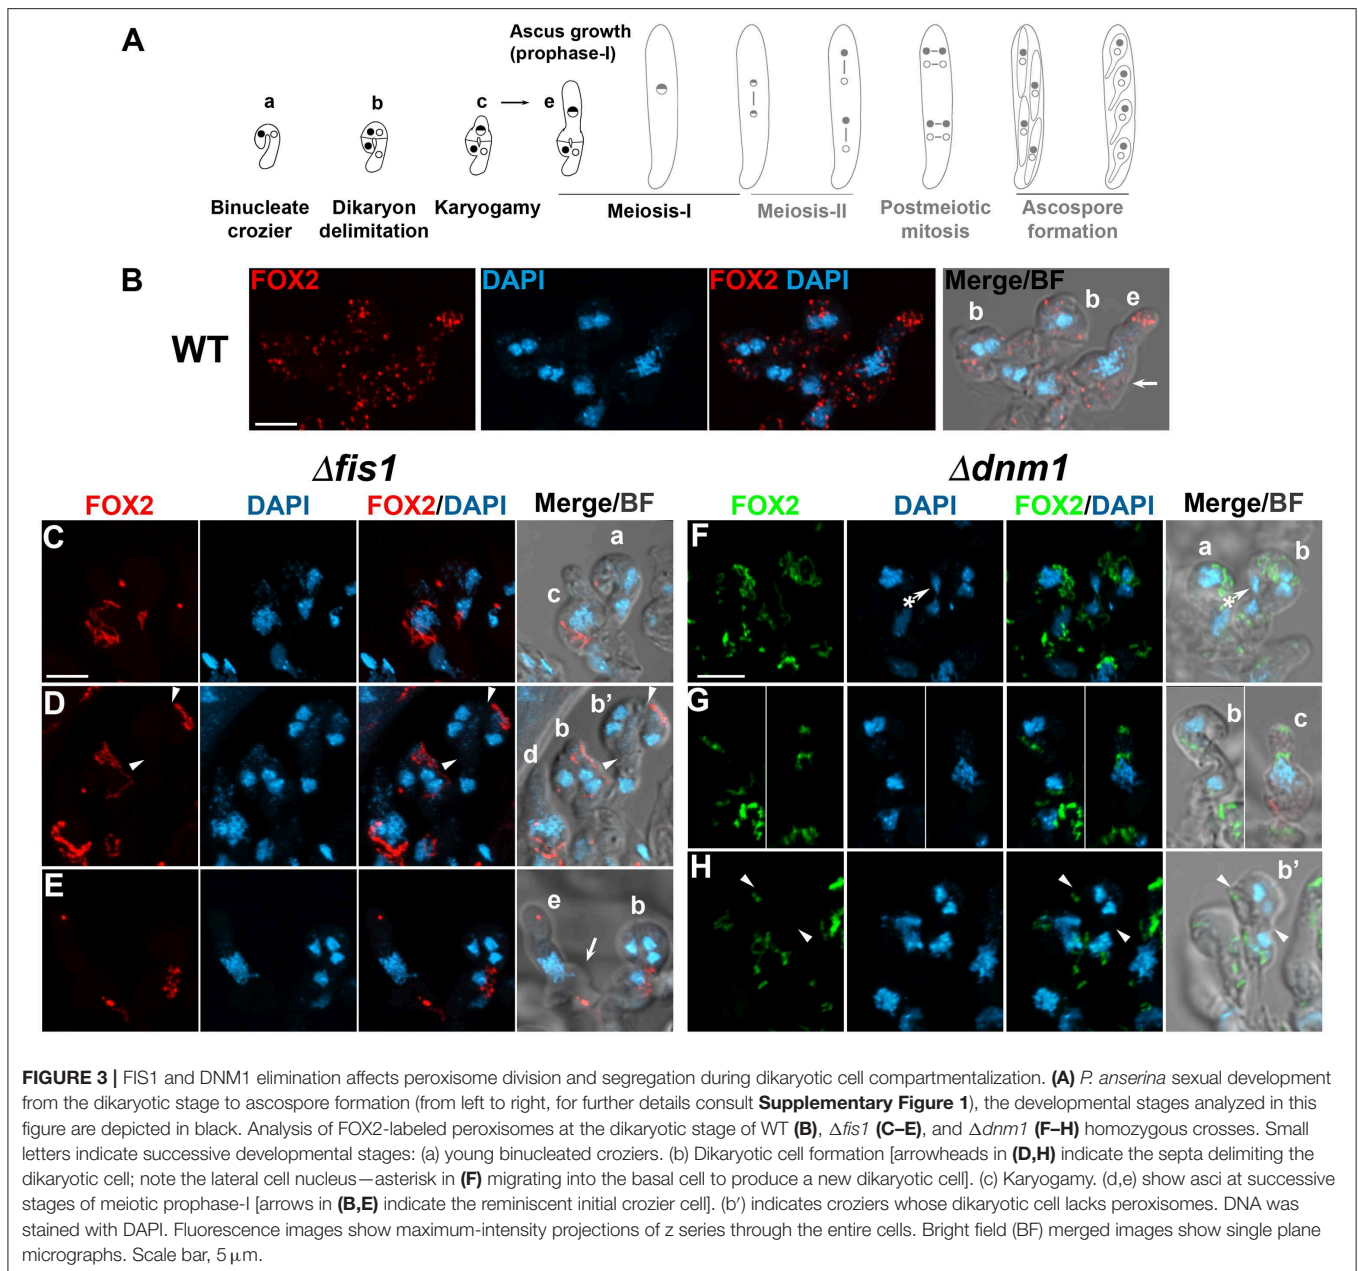 A
Ascus growth
(prophase-I)
a
b
c
e
Binucleate
crozier
Dikaryon
delimitation
Karyogamy
Meiosis-I
Meiosis-II
Postmeiotic
mitosis
Ascospore
formation
B
WT
FOX2
DAPI
FOX2 DAPI
Merge/BF
b
b
e
Δfis1
Δdnm1
FOX2
DAPI
FOX2/DAPI
Merge/BF
FOX2
DAPI
FOX2/DAPI
Merge/BF
C
a
c
F
*
a
b
*
D
b'
b
d
G
b
c
E
e
b
H
b'
FIGURE 3 | FIS1 and DNM1 elimination affects peroxisome division and segregation during dikaryotic cell compartmentalization. (A) P. anserina sexual development
from the dikaryotic stage to ascospore formation (from left to right, for further details consult Supplementary Figure 1), the developmental stages analyzed in this
figure are depicted in black. Analysis of FOX2-labeled peroxisomes at the dikaryotic stage of WT (B), Δfis1 (C–E), and Δdnm1 (F–H) homozygous crosses. Small
letters indicate successive developmental stages: (a) young binucleated croziers. (b) Dikaryotic cell formation [arrowheads in (D,H) indicate the septa delimiting the
dikaryotic cell; note the lateral cell nucleus—asterisk in (F) migrating into the basal cell to produce a new dikaryotic cell]. (c) Karyogamy. (d,e) show asci at successive
stages of meiotic prophase-I [arrows in (B,E) indicate the reminiscent initial crozier cell]. (b′) indicates croziers whose dikaryotic cell lacks peroxisomes. DNA was
stained with DAPI. Fluorescence images show maximum-intensity projections of z series through the entire cells. Bright field (BF) merged images show single plane
micrographs. Scale bar, 5 μm.